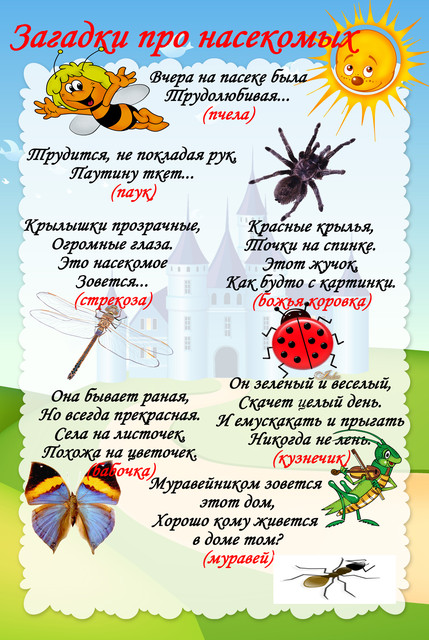 Загадки про насекомых
Вчера на пасеке была
Трудолюбивая...
(пчела)
Трудится, не покладая рук,
Паутину ткет...
(паук)
Крылышки прозрачные,
Огромные глаза.
Это насекомое
Зовется...
(стрекоза)
Красные крылья,
Точки на спинке.
Этот жучок,
Как будто с картинки.
(божья коровка)
Она бывает раная,
Но всегда прекрасная.
Села на листочек,
Похожа на цветочек.
(бабочка)
Он зеленый и веселый,
Скачет целый день.
И емускакать и прыгать
Никогда не лень.
(кузнечик)
Муравейником зовется
этот дом,
Хорошо кому живется
в доме том?
(муравей)